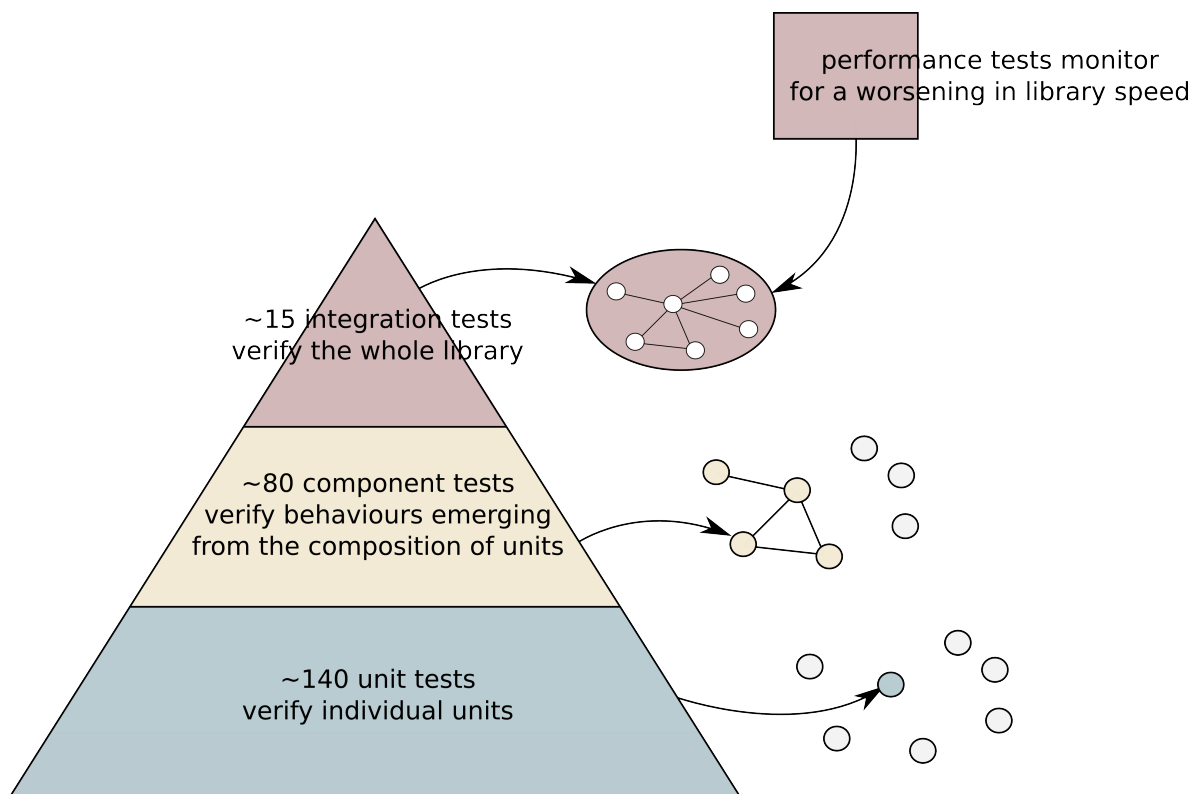 performance tests monitor
for a worsening in library speed
~15 integration tests
verify the whole library
~80 component tests
verify behaviours emerging
from the composition of units
~140 unit tests
verify individual units